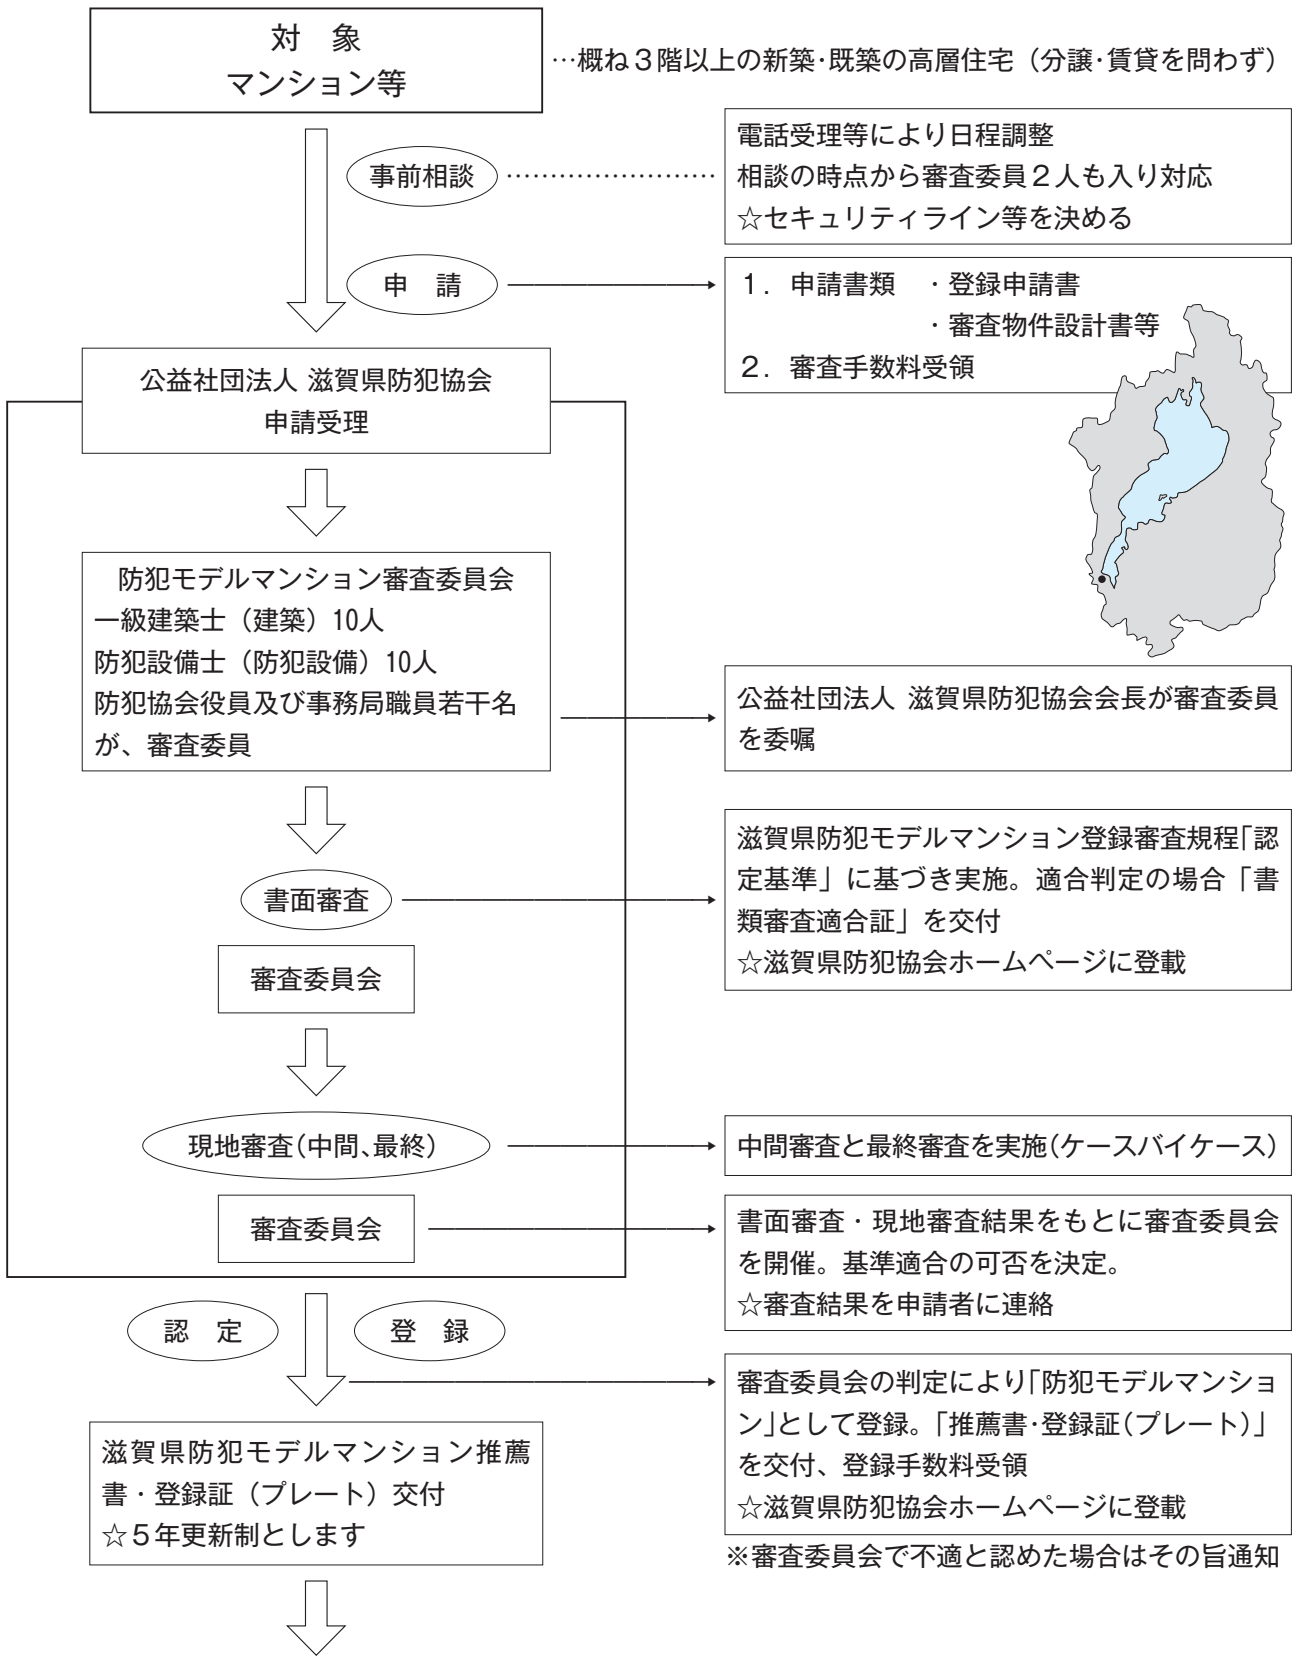 対　象
マンション等
…概ね３階以上の新築・既築の高層住宅（分譲・賃貸を問わず）
事前相談
電話受理等により日程調整
相談の時点から審査委員２人も入り対応
☆セキュリティライン等を決める
申　請
１．申請書類　・登録申請書
・審査物件設計書等
２．審査手数料受領
公益社団法人 滋賀県防犯協会
申請受理
防犯モデルマンション審査委員会
一級建築士（建築）10人
防犯設備士（防犯設備）10人
防犯協会役員及び事務局職員若干名
が、審査委員
公益社団法人 滋賀県防犯協会会長が審査委員
を委嘱
書面審査
滋賀県防犯モデルマンション登録審査規程「認
定基準」に基づき実施。適合判定の場合「書
類審査適合証」を交付
☆滋賀県防犯協会ホームページに登載
審査委員会
現地審査（中間、最終）
中間審査と最終審査を実施（ケースバイケース）
審査委員会
書面審査・現地審査結果をもとに審査委員会
を開催。基準適合の可否を決定。
☆審査結果を申請者に連絡
認　定
登　録
審査委員会の判定により「防犯モデルマンショ
ン」として登録。「推薦書・登録証（プレート）」
を交付、登録手数料受領
☆滋賀県防犯協会ホームページに登載
滋賀県防犯モデルマンション推薦
書・登録証（プレート）交付
☆５年更新制とします
※審査委員会で不適と認めた場合はその旨通知